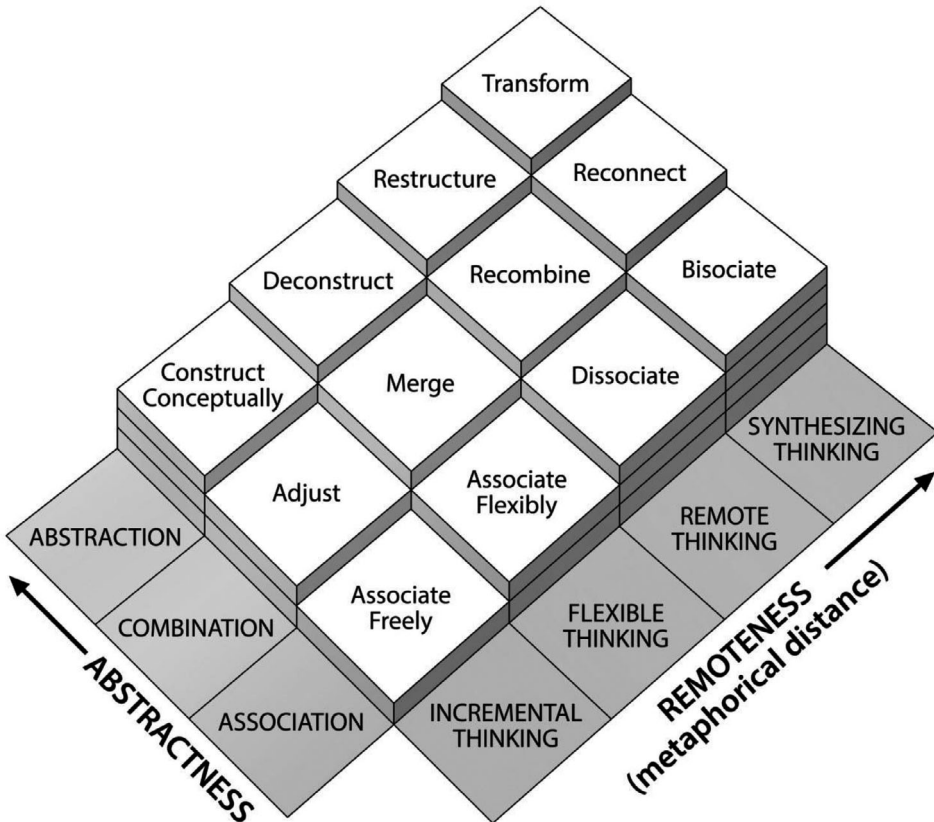 Transform
Restructure
Reconnect
Deconstruct
Recombine
Bisociate
Construct
Conceptually
Merge
Dissociate
Adjust
Associate
Flexibly
Associate
Freely
ABSTRACTION
COMBINATION
ASSOCIATION
INCREMENTAL
THINKING
FLEXIBLE
THINKING
REMOTE
THINKING
SYNTHESIZING
THINKING
ABSTRACTNESS
REMOTENESS
(metaphorical distance)